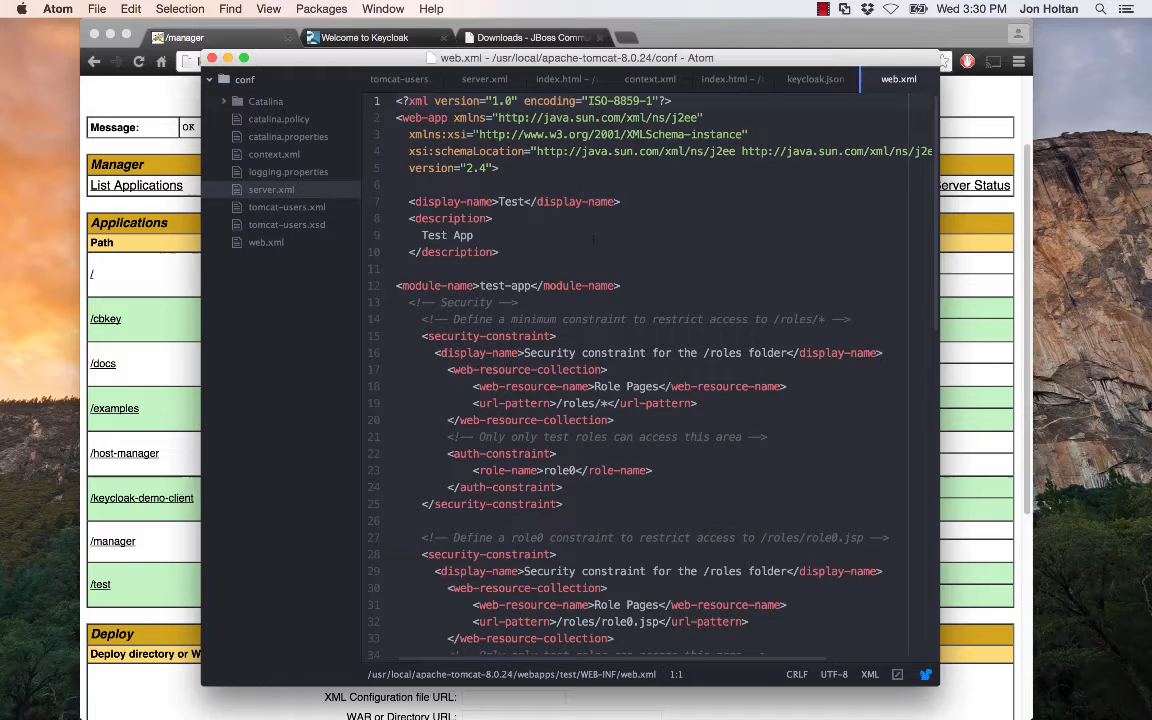 Atom File Edit Selection Find View Packages Window Help Wed 3:30 PM Jon Holtan
/manager Welcome to Keycloak Downloads - JBoss Commu
web.xml - /usr/local/apache-tomcat-8.0.24/conf - Atom
conf
Catalina
catalina.policy
catalina.properties
context.xml
logging.properties
server.xml
tomcat-users.xml
tomcat-users.xsd
web.xml
tomcat-users. server.xml index.html - / context.xml index.html - / keycloak.json web.xml
1 <?xml version="1.0" encoding="ISO-8859-1"?>
2 <web-app xmlns="http://java.sun.com/xml/ns/j2ee"
3 xmlns:xsi="http://www.w3.org/2001/XMLSchema-instance"
4 xsi:schemaLocation="http://java.sun.com/xml/ns/j2ee http://java.sun.com/xml/ns/j2e
5 version="2.4">
6
7 <display-name>Test</display-name>
8 <description>
9 Test App
10 </description>
11
12 <module-name>test-app</module-name>
13 <!-- Security -->
14 <!-- Define a minimum constraint to restrict access to /roles/* -->
15 <security-constraint>
16 <display-name>Security constraint for the /roles folder</display-name>
17 <web-resource-collection>
18 <web-resource-name>Role Pages</web-resource-name>
19 <url-pattern>/roles/*</url-pattern>
20 </web-resource-collection>
21 <!-- Only only test roles can access this area -->
22 <auth-constraint>
23 <role-name>role0</role-name>
24 </auth-constraint>
25 </security-constraint>
26
27 <!-- Define a role0 constraint to restrict access to /roles/role0.jsp -->
28 <security-constraint>
29 <display-name>Security constraint for the /roles folder</display-name>
30 <web-resource-collection>
31 <web-resource-name>Role Pages</web-resource-name>
32 <url-pattern>/roles/role0.jsp</url-pattern>
33 </web-resource-collection>
34 <!-- Only only test roles can access this area -->
/usr/local/apache-tomcat-8.0.24/webapps/test/WEB-INF/web.xml 1:1 CRLF UTF-8 XML
Message: OK
Manager
List Applications Server Status
Applications
Path
/
/cbkey
/docs
/examples
/host-manager
/keycloak-demo-client
/manager
/test
Deploy
Deploy directory or W
XML Configuration file URL:
WAR or Directory URL: